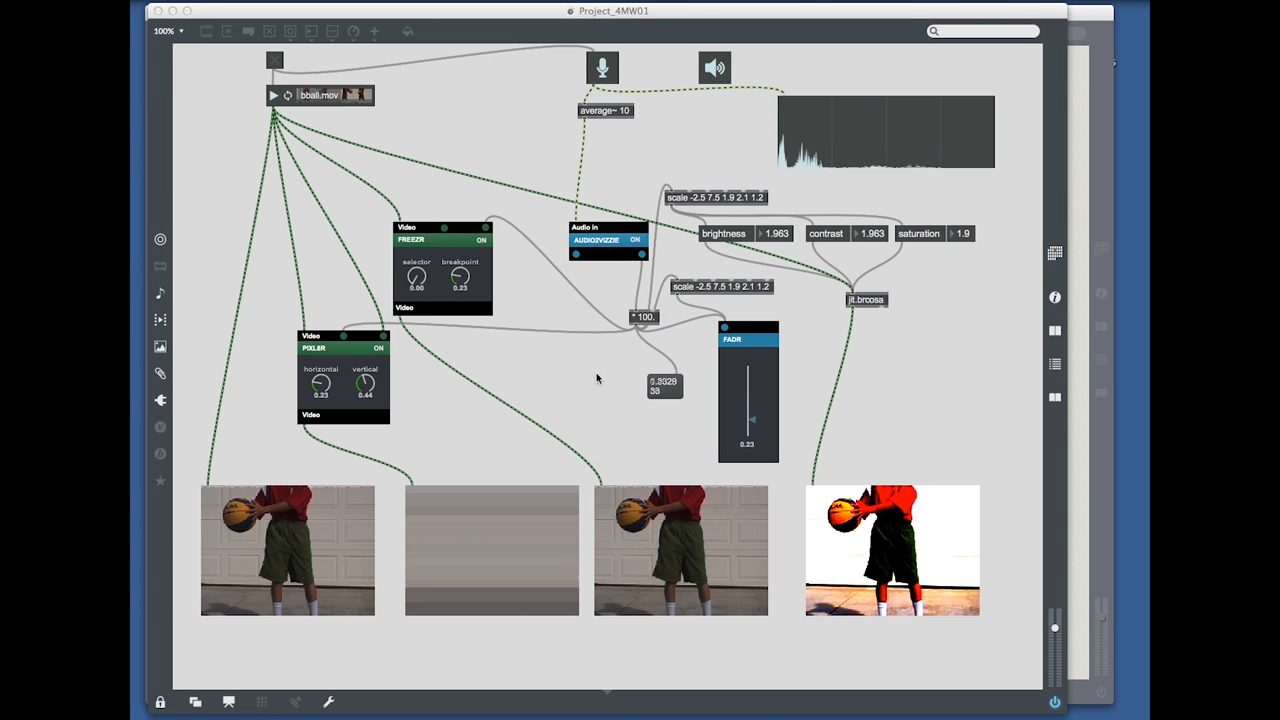 Project_4MW01
100%
bball.mov
average~ 10
scale -2.5 7.5 1.9 2.1 1.2
brightness 1.963
contrast 1.963
saturation 1.9
Video
FREEZR ON
selector breakpoint
0.00 0.23
Video
Audio in
AUDIO2VIZZIE ON
scale -2.5 7.5 1.9 2.1 1.2
jit.brcosa
* 100.
Video
PIXL8R ON
horizontal vertical
0.23 0.44
Video
FADR
0.23